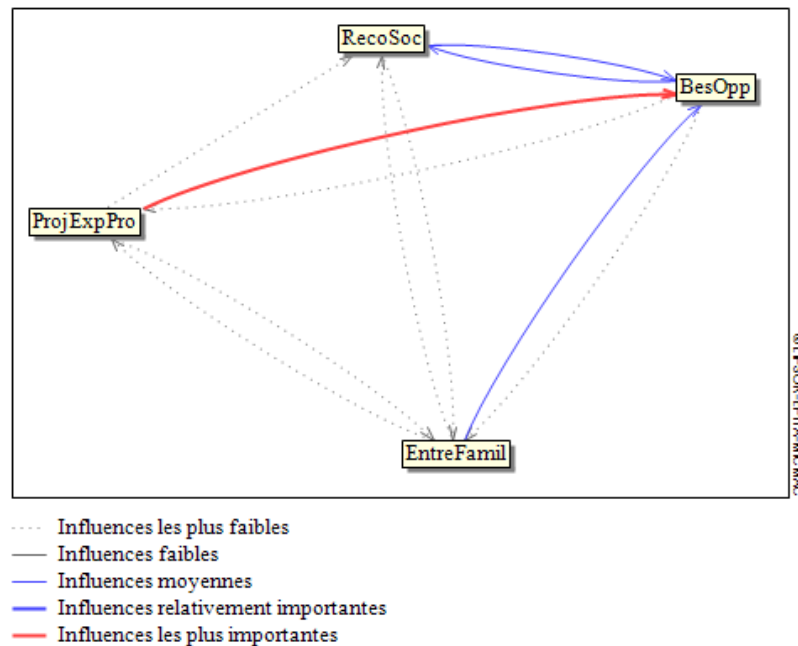 RecoSoc
BesOpp
ProjExpPro
EntreFamil
Influences les plus faibles
Influences faibles
Influences moyennes
Influences relativement importantes
Influences les plus importantes